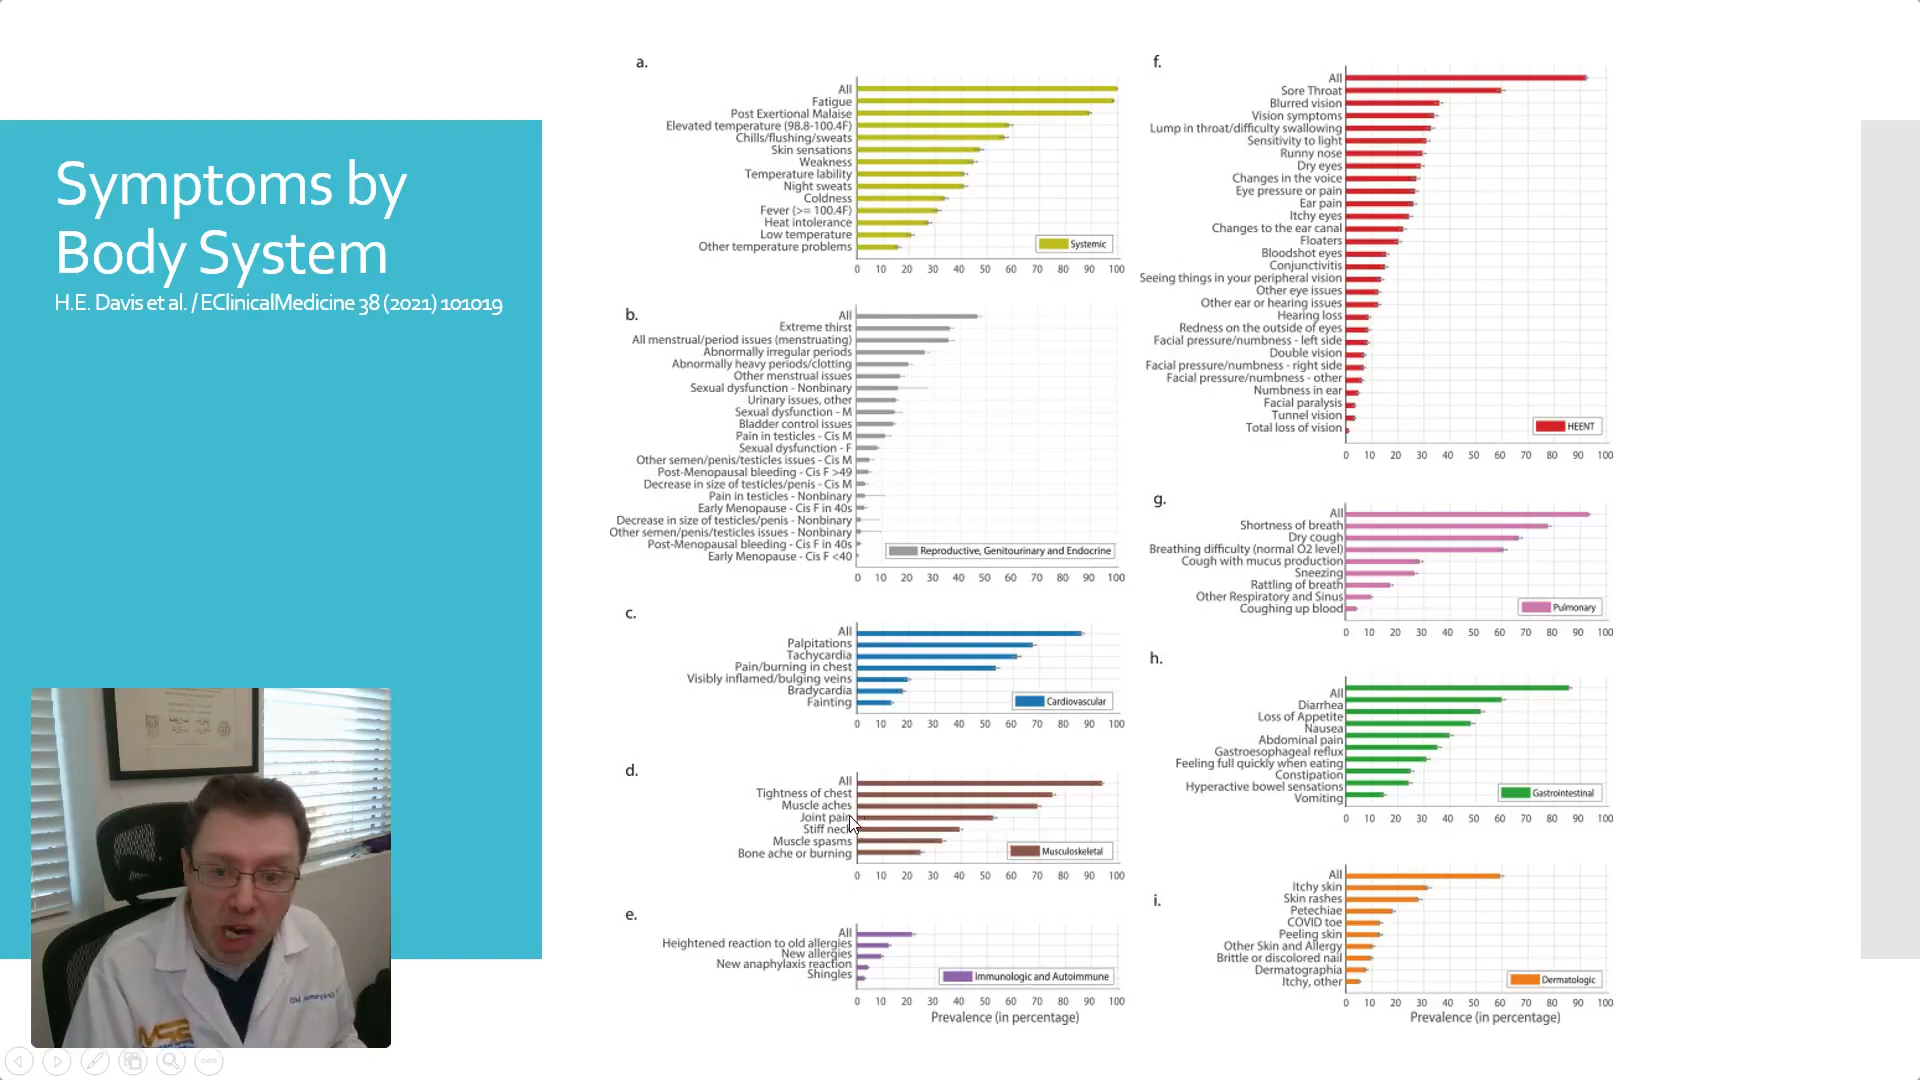 Symptoms by
Body System
H.E. Davis et al. / EClinicalMedicine 38 (2021) 101019
a.
All
Fatigue
Post Exertional Malaise
Elevated temperature (98.8-100.4F)
Chills/flushing/sweats
Skin sensations
Weakness
Temperature lability
Night sweats
Coldness
Fever (>= 100.4F)
Heat intolerance
Low temperature
Other temperature problems
Systemic
0 10 20 30 40 50 60 70 80 90 100
b.
All
Extreme thirst
All menstrual/period issues (menstruating)
Abnormally irregular periods
Abnormally heavy periods/clotting
Other menstrual issues
Sexual dysfunction - Nonbinary
Urinary issues, other
Sexual dysfunction - M
Bladder control issues
Pain in testicles - Cis M
Sexual dysfunction - F
Other semen/penis/testicles issues - Cis M
Post-Menopausal bleeding - Cis F >49
Decrease in size of testicles/penis - Cis M
Pain in testicles - Nonbinary
Early Menopause - Cis F in 40s
Decrease in size of testicles/penis - Nonbinary
Other semen/penis/testicles issues - Nonbinary
Post-Menopausal bleeding - Cis F in 40s
Early Menopause - Cis F <40
Reproductive, Genitourinary and Endocrine
0 10 20 30 40 50 60 70 80 90 100
c.
All
Palpitations
Tachycardia
Pain/burning in chest
Visibly inflamed/bulging veins
Bradycardia
Fainting
Cardiovascular
0 10 20 30 40 50 60 70 80 90 100
d.
All
Tightness of chest
Muscle aches
Joint pain
Stiff neck
Muscle spasms
Bone ache or burning
Musculoskeletal
0 10 20 30 40 50 60 70 80 90 100
e.
All
Heightened reaction to old allergies
New allergies
New anaphylaxis reaction
Shingles
Immunologic and Autoimmune
0 10 20 30 40 50 60 70 80 90 100
Prevalence (in percentage)
f.
All
Sore Throat
Blurred vision
Vision symptoms
Lump in throat/difficulty swallowing
Sensitivity to light
Runny nose
Dry eyes
Changes in the voice
Eye pressure or pain
Ear pain
Itchy eyes
Changes to the ear canal
Floaters
Bloodshot eyes
Conjunctivitis
Seeing things in your peripheral vision
Other eye issues
Other ear or hearing issues
Hearing loss
Redness on the outside of eyes
Facial pressure/numbness - left side
Double vision
Facial pressure/numbness - right side
Facial pressure/numbness - other
Numbness in ear
Facial paralysis
Tunnel vision
Total loss of vision
HEENT
0 10 20 30 40 50 60 70 80 90 100
g.
All
Shortness of breath
Dry cough
Breathing difficulty (normal O2 level)
Cough with mucus production
Sneezing
Rattling of breath
Other Respiratory and Sinus
Coughing up blood
Pulmonary
0 10 20 30 40 50 60 70 80 90 100
h.
All
Diarrhea
Loss of Appetite
Nausea
Abdominal pain
Gastroesophageal reflux
Feeling full quickly when eating
Constipation
Hyperactive bowel sensations
Vomiting
Gastrointestinal
0 10 20 30 40 50 60 70 80 90 100
i.
All
Itchy skin
Skin rashes
Petechiae
COVID toe
Peeling skin
Other Skin and Allergy
Brittle or discolored nail
Dermatographia
Itchy, other
Dermatologic
0 10 20 30 40 50 60 70 80 90 100
Prevalence (in percentage)